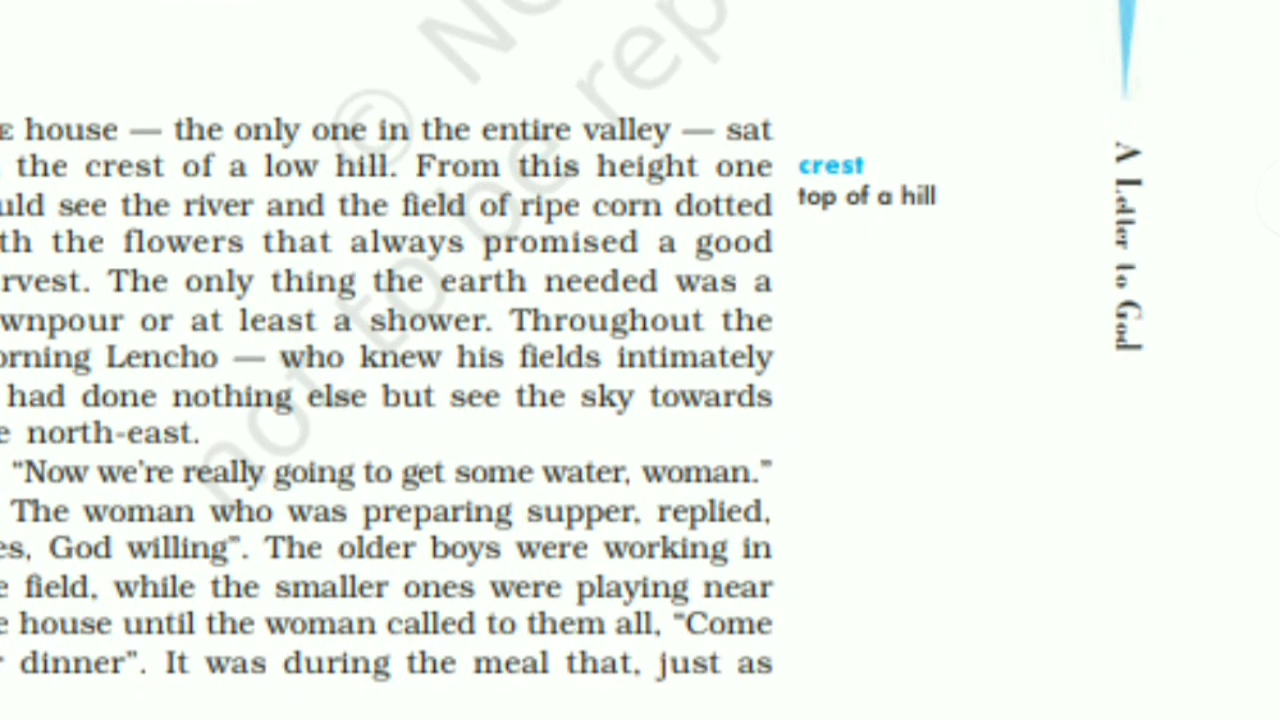 house — the only one in the entire valley — sat
the crest of a low hill. From this height one
see the river and the field of ripe corn dotted
the flowers that always promised a good
The only thing the earth needed was a
or at least a shower. Throughout the
Lencho — who knew his fields intimately
had done nothing else but see the sky towards
north-east.
"Now we're really going to get some water, woman."
The woman who was preparing supper, replied,
God willing". The older boys were working in
field, while the smaller ones were playing near
house until the woman called to them all, "Come
dinner". It was during the meal that, just as
crest
top of a hill
A Letter to God
©
not to be